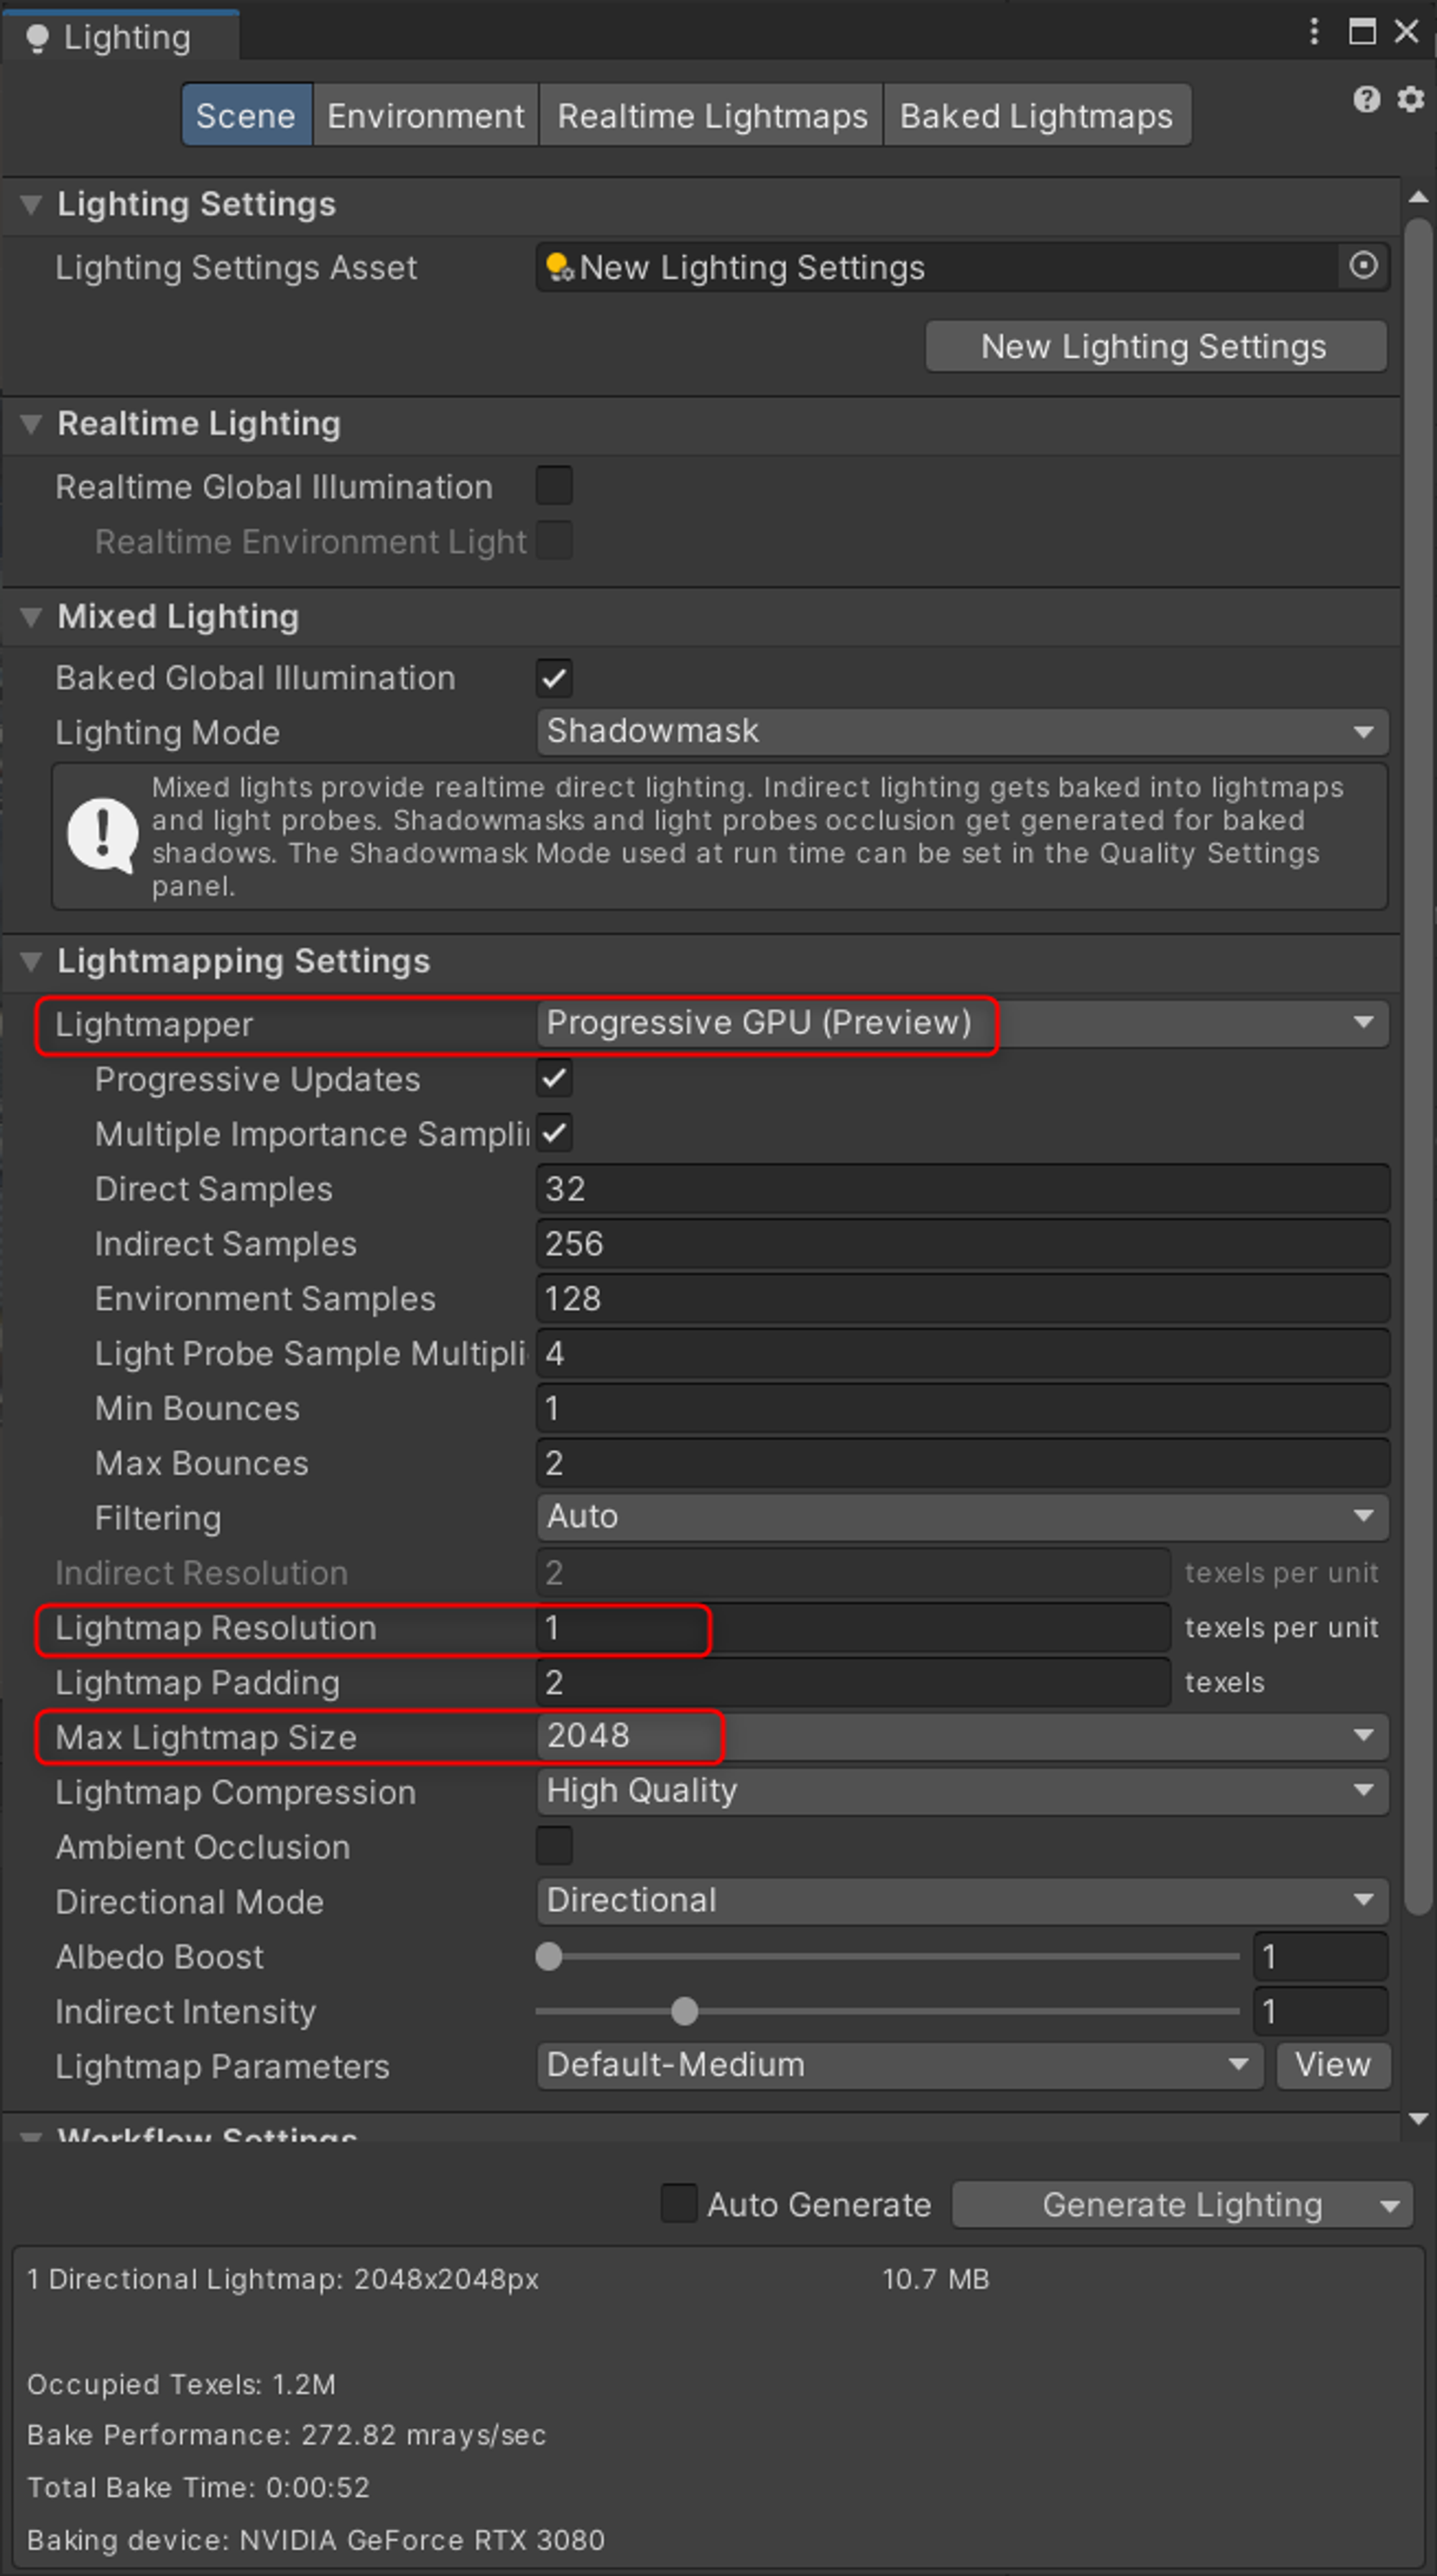 Lighting
Scene Environment Realtime Lightmaps Baked Lightmaps
Lighting Settings
Lighting Settings Asset New Lighting Settings
New Lighting Settings
Realtime Lighting
Realtime Global Illumination
Realtime Environment Light
Mixed Lighting
Baked Global Illumination
Lighting Mode Shadowmask
Mixed lights provide realtime direct lighting. Indirect lighting gets baked into lightmaps
and light probes. Shadowmasks and light probes occlusion get generated for baked
shadows. The Shadowmask Mode used at run time can be set in the Quality Settings
panel.
Lightmapping Settings
Lightmapper Progressive GPU (Preview)
Progressive Updates
Multiple Importance Samplin
Direct Samples 32
Indirect Samples 256
Environment Samples 128
Light Probe Sample Multipli
4
Min Bounces 1
Max Bounces 2
Filtering Auto
Indirect Resolution 2 texels per unit
Lightmap Resolution 1 texels per unit
Lightmap Padding 2 texels
Max Lightmap Size 2048
Lightmap Compression High Quality
Ambient Occlusion
Directional Mode Directional
Albedo Boost 1
Indirect Intensity 1
Lightmap Parameters Default-Medium View
Workflow Settings
Auto Generate Generate Lighting
1 Directional Lightmap: 2048x2048px 10.7 MB
Occupied Texels: 1.2M
Bake Performance: 272.82 mrays/sec
Total Bake Time: 0:00:52
Baking device: NVIDIA GeForce RTX 3080